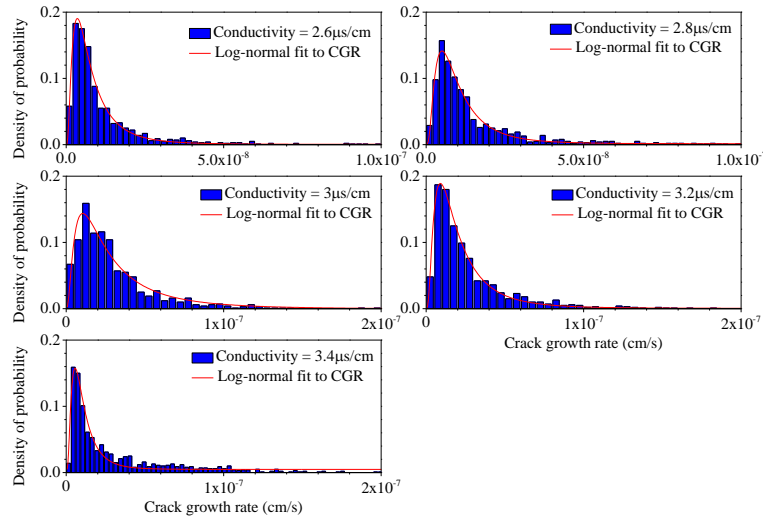 Density of probability
0.2
0.1
0.0
Conductivity = 2.6μs/cm
Log-normal fit to CGR
0.0
5.0x10⁻⁸
1.0x10⁻⁷
0.2
0.1
0.0
Conductivity = 2.8μs/cm
Log-normal fit to CGR
0.0
5.0x10⁻⁸
1.0x10⁻
Density of probability
0.2
0.1
0.0
Conductivity = 3μs/cm
Log-normal fit to CGR
0
1x10⁻⁷
2x10⁻⁷
0.2
0.1
0.0
Conductivity = 3.2μs/cm
Log-normal fit to CGR
0
1x10⁻⁷
2x10⁻⁷
Crack growth rate (cm/s)
Density of probability
0.2
0.1
0.0
Conductivity = 3.4μs/cm
Log-normal fit to CGR
0
1x10⁻⁷
2x10⁻⁷
Crack growth rate (cm/s)